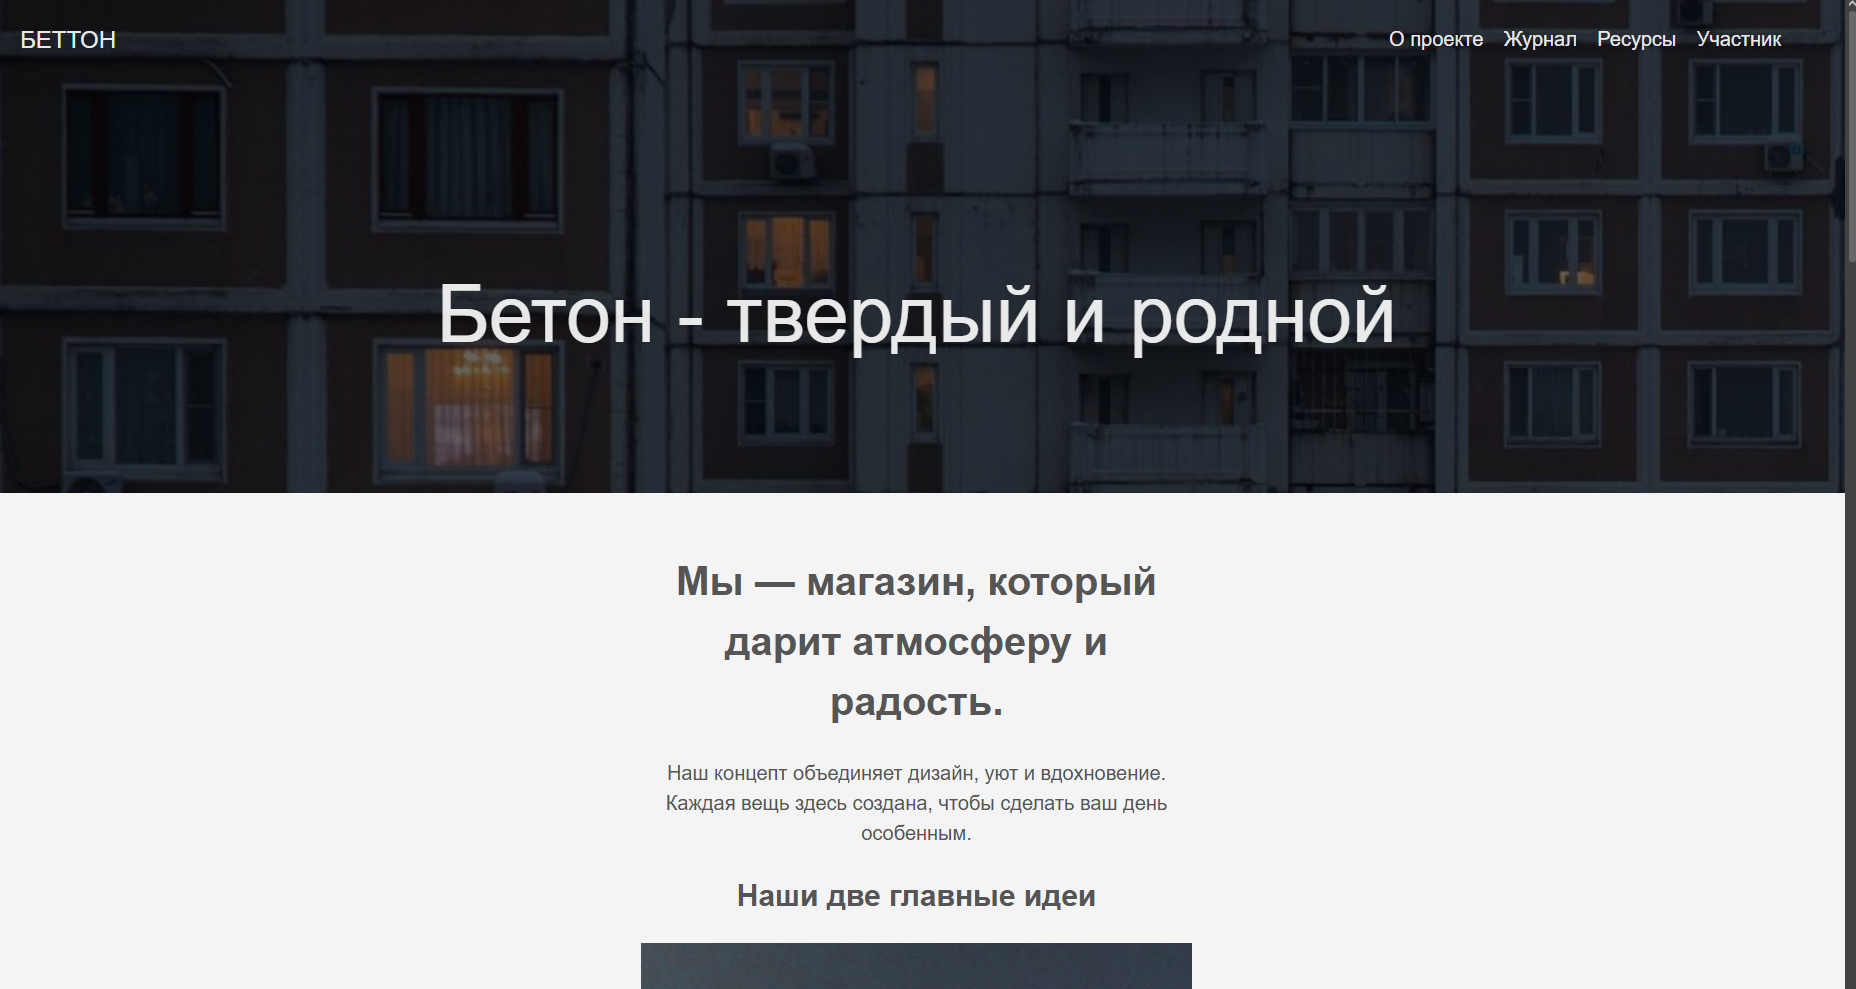 БЕТТОН
О проекте Журнал Ресурсы Участник
Бетон - твердый и родной
Мы — магазин, который
дарит атмосферу и
радость.
Наш концепт объединяет дизайн, уют и вдохновение.
Каждая вещь здесь создана, чтобы сделать ваш день
особенным.
Наши две главные идеи